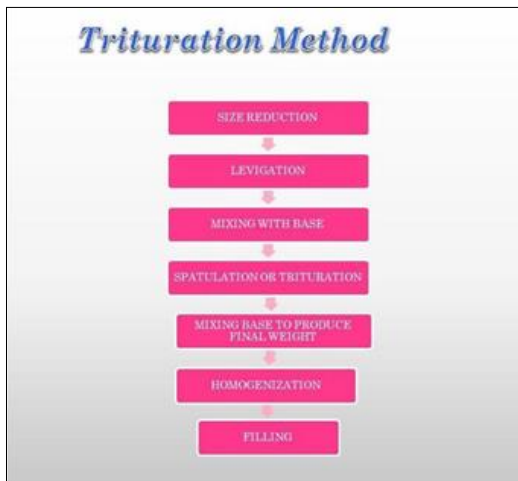 Trituration Method
SIZE REDUCTION
LEVIGATION
MIXING WITH BASE
SPATULATION OR TRITURATION
MIXING BASE TO PRODUCE
FINAL WEIGHT
HOMOGENIZATION
FILLING